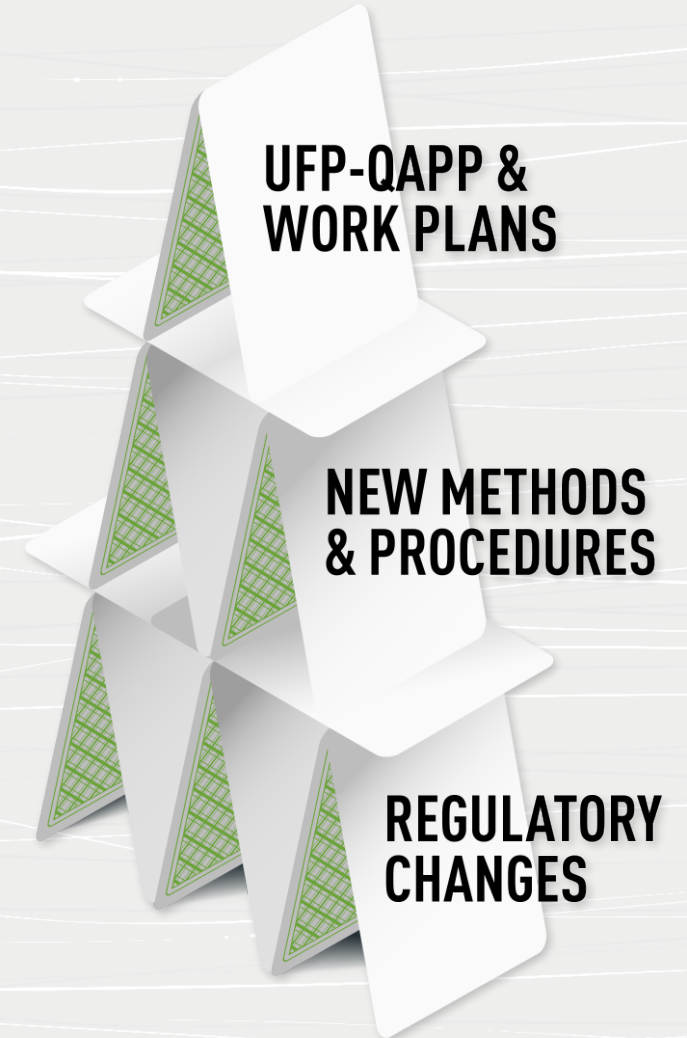 UFP-QAPP &
WORK PLANS
NEW METHODS
& PROCEDURES
REGULATORY
CHANGES